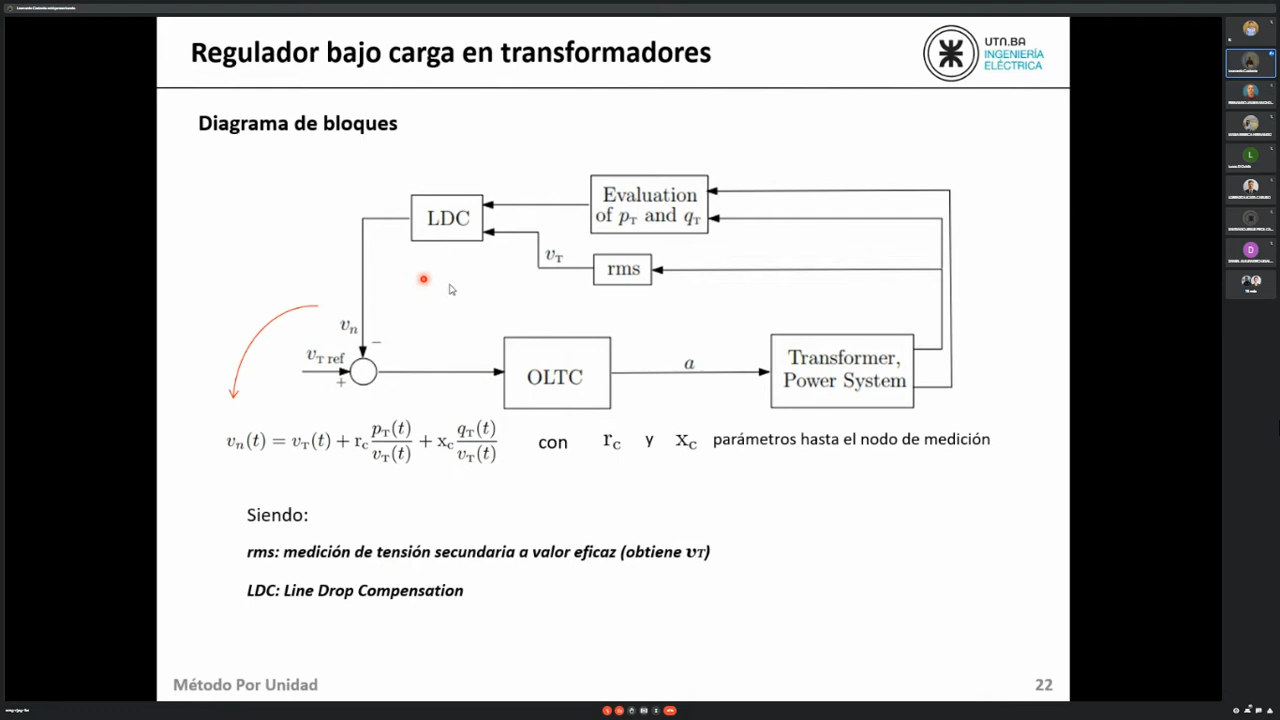 Regulador bajo carga en transformadores
UTN.BA
INGENIERÍA
ELÉCTRICA
Diagrama de bloques
Evaluation
of pT and qT
LDC
vT
rms
vn
−
vT ref
+
OLTC
a
Transformer,
Power System
vn(t) = vT(t) + rc pT(t)/vT(t) + xc qT(t)/vT(t) con rc y xc parámetros hasta el nodo de medición
Siendo:
rms: medición de tensión secundaria a valor eficaz (obtiene vT)
LDC: Line Drop Compensation
Método Por Unidad
22